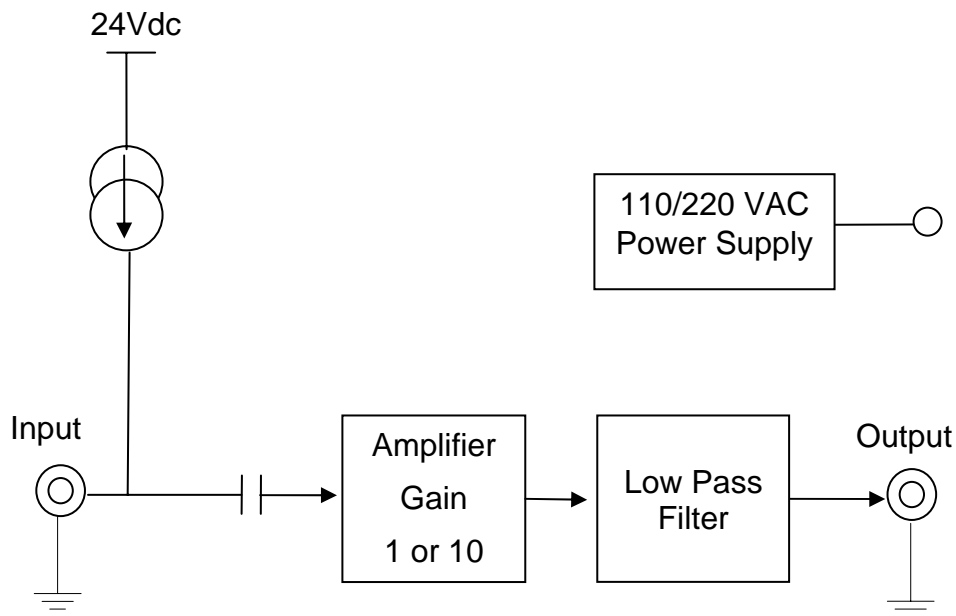 24Vdc
110/220 VAC
Power Supply
Input
Amplifier
Gain
1 or 10
Low Pass
Filter
Output